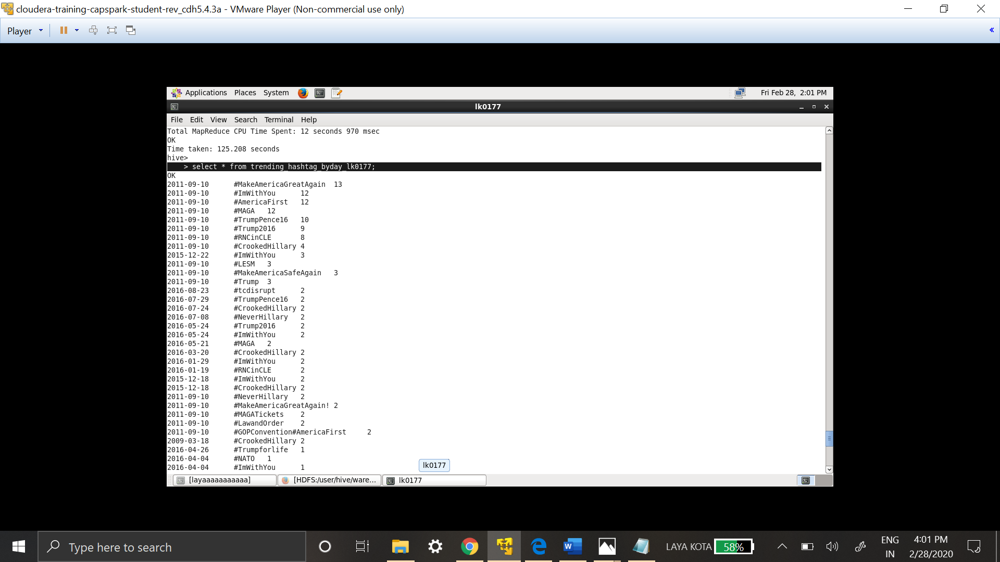 cloudera-training-capspark-student-rev_cdh5.4.3a - VMware Player (Non-commercial use only)
Player
Applications Places System Fri Feb 28, 2:01 PM
lk0177
File Edit View Search Terminal Help
Total MapReduce CPU Time Spent: 12 seconds 970 msec
OK
Time taken: 125.208 seconds
hive>
    > select * from trending_hashtag_byday_lk0177;
OK
2011-09-10 #MakeAmericaGreatAgain 13
2011-09-10 #ImWithYou 12
2011-09-10 #AmericaFirst 12
2011-09-10 #MAGA 12
2011-09-10 #TrumpPence16 10
2011-09-10 #Trump2016 9
2011-09-10 #RNCinCLE 8
2011-09-10 #CrookedHillary 4
2015-12-22 #ImWithYou 3
2011-09-10 #LESM 3
2011-09-10 #MakeAmericaSafeAgain 3
2011-09-10 #Trump 3
2016-08-23 #tcdisrupt 2
2016-07-29 #TrumpPence16 2
2016-07-24 #CrookedHillary 2
2016-07-08 #NeverHillary 2
2016-05-24 #Trump2016 2
2016-05-24 #ImWithYou 2
2016-05-21 #MAGA 2
2016-03-20 #CrookedHillary 2
2016-01-29 #ImWithYou 2
2016-01-19 #RNCinCLE 2
2015-12-18 #ImWithYou 2
2015-12-18 #CrookedHillary 2
2011-09-10 #NeverHillary 2
2011-09-10 #MakeAmericaGreatAgain! 2
2011-09-10 #MAGATickets 2
2011-09-10 #LawandOrder 2
2011-09-10 #GOPConvention#AmericaFirst 2
2009-03-18 #CrookedHillary 2
2016-04-26 #Trumpforlife 1
2016-04-04 #NATO 1
2016-04-04 #ImWithYou 1
lk0177
[layaaaaaaaaaaa] [HDFS:/user/hive/ware... lk0177
Type here to search LAYA KOTA 58% ENG 4:01 PM
IN 2/28/2020